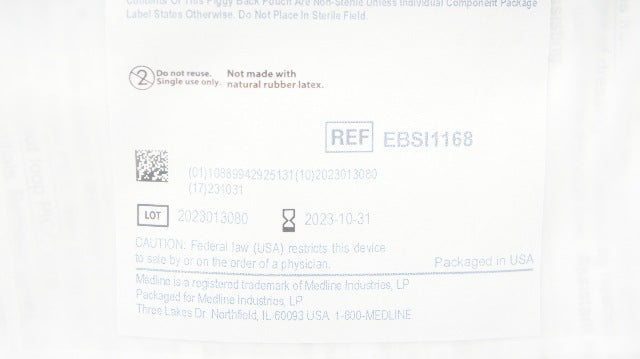 Contents Of This Piggy Back Pouch Are Non-Sterile Unless Individual Component Package
Label States Otherwise. Do Not Place In Sterile Field.
2 Do not reuse. Not made with
Single use only. natural rubber latex.
REF EBSI1168
(01)10889942925131(10)2023013080
(17)231031
LOT 2023013080 2023-10-31
CAUTION: Federal law (USA) restricts this device
to sale by or on the order of a physician. Packaged in USA
Medline is a registered trademark of Medline Industries, LP
Packaged for Medline Industries, LP
Three Lakes Dr. Northfield, IL 60093 USA 1-800-MEDLINE